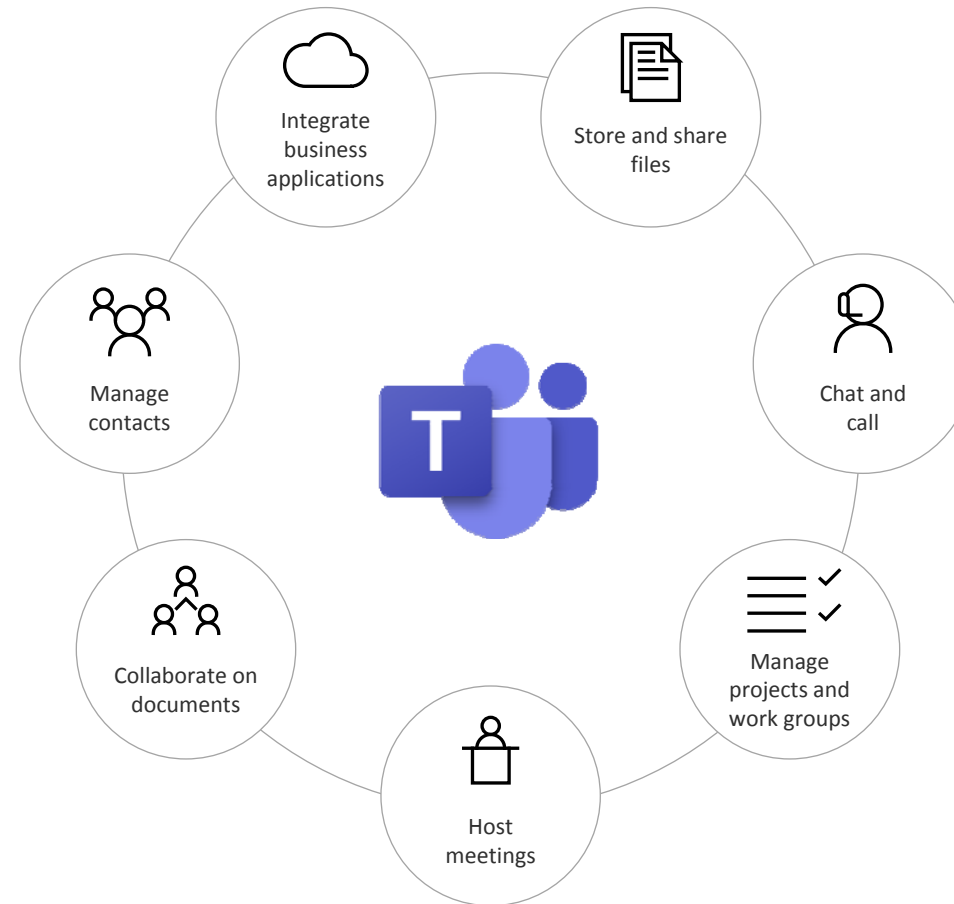 Integrate
business
applications
Store and share
files
Manage
contacts
T
Chat and
call
Collaborate on
documents
Manage
projects and
work groups
Host
meetings